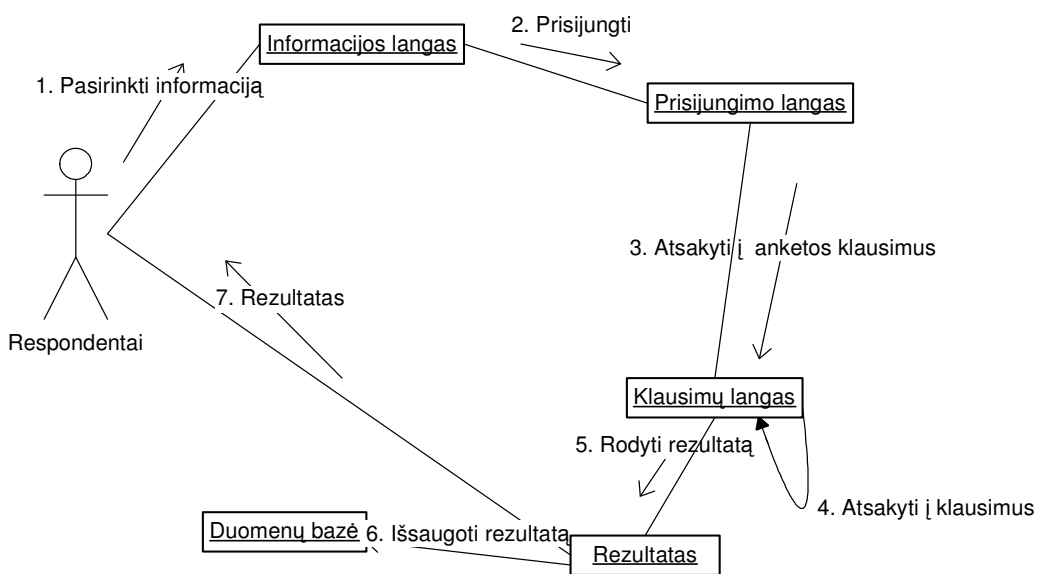 2. Prisijungti
Informacijos langas
1. Pasirinkti informaciją
Prisijungimo langas
3. Atsakyti į anketos klausimus
7. Rezultatas
Respondentai
Klausimų langas
5. Rodyti rezultatą
4. Atsakyti į klausimus
Duomenų bazė
6. Išsaugoti rezultatą
Rezultatas